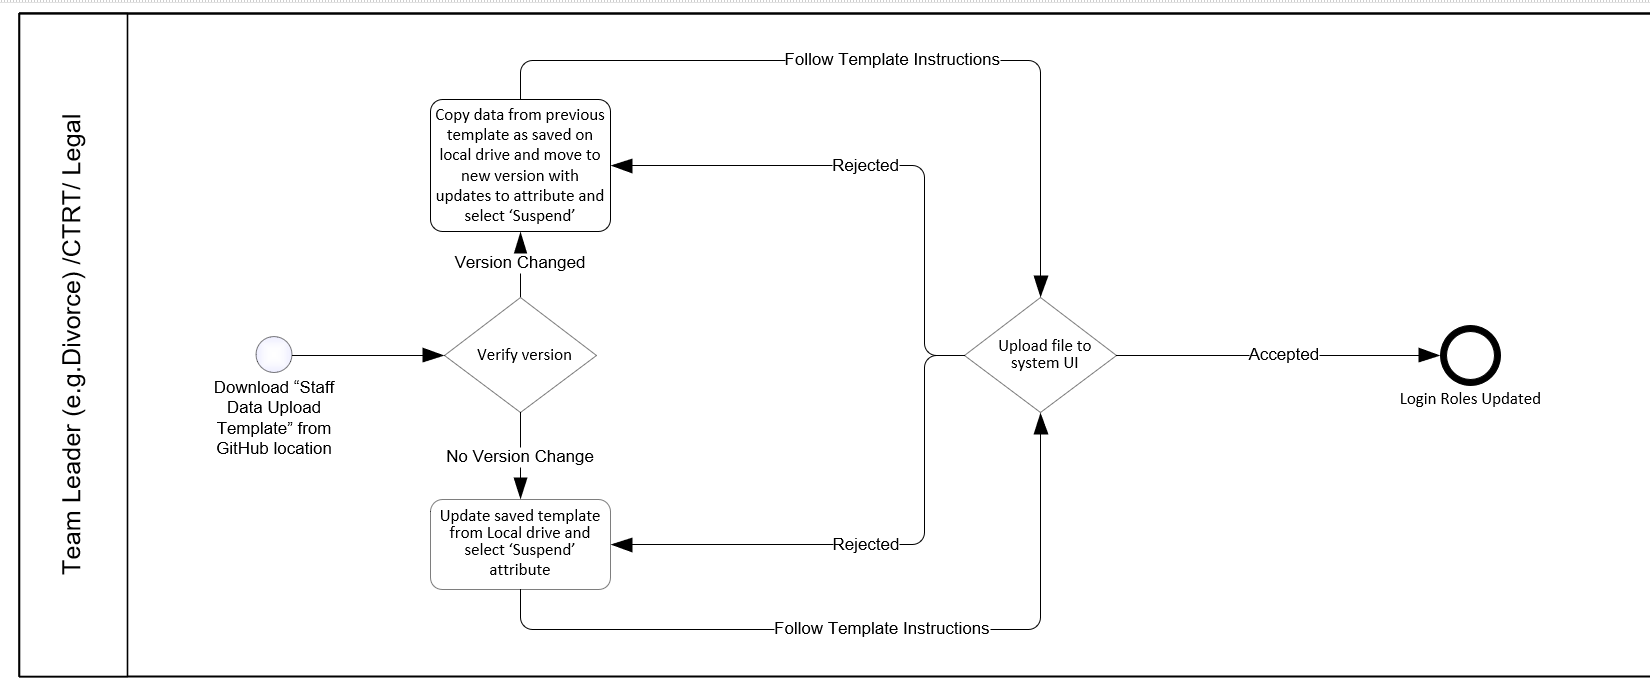 Team Leader (e.g.Divorce) /CTRT/ Legal
Follow Template Instructions
Copy data from previous
template as saved on
local drive and move to
new version with
updates to attribute and
select ‘Suspend’
Rejected
Version Changed
Verify version
Download “Staff
Data Upload
Template” from
GitHub location
Upload file to
system UI
Accepted
Login Roles Updated
No Version Change
Update saved template
from Local drive and
select ‘Suspend’
attribute
Rejected
Follow Template Instructions